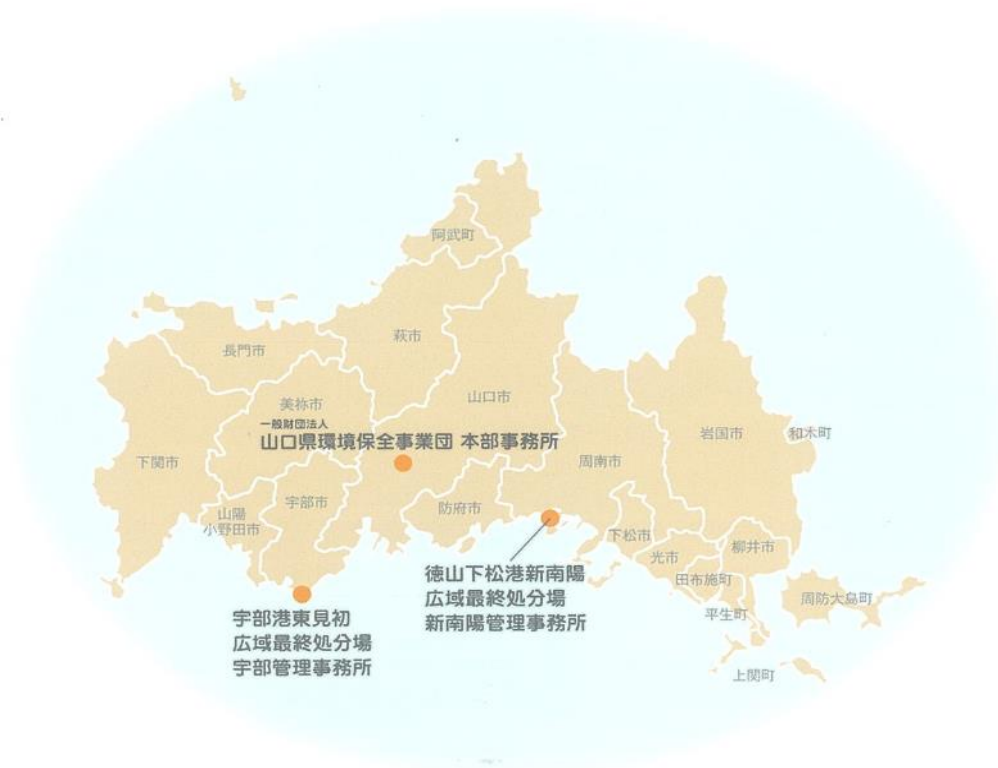 阿武町
萩市
長門市
美祢市
山口市
一般財団法人
山口県環境保全事業団 本部事務所
岩国市
和木町
下関市
周南市
宇部市
防府市
山陽
小野田市
下松市
光市
柳井市
田布施町
平生町
周防大島町
上関町
徳山下松港新南陽
広域最終処分場
新南陽管理事務所
宇部港東見初
広域最終処分場
宇部管理事務所